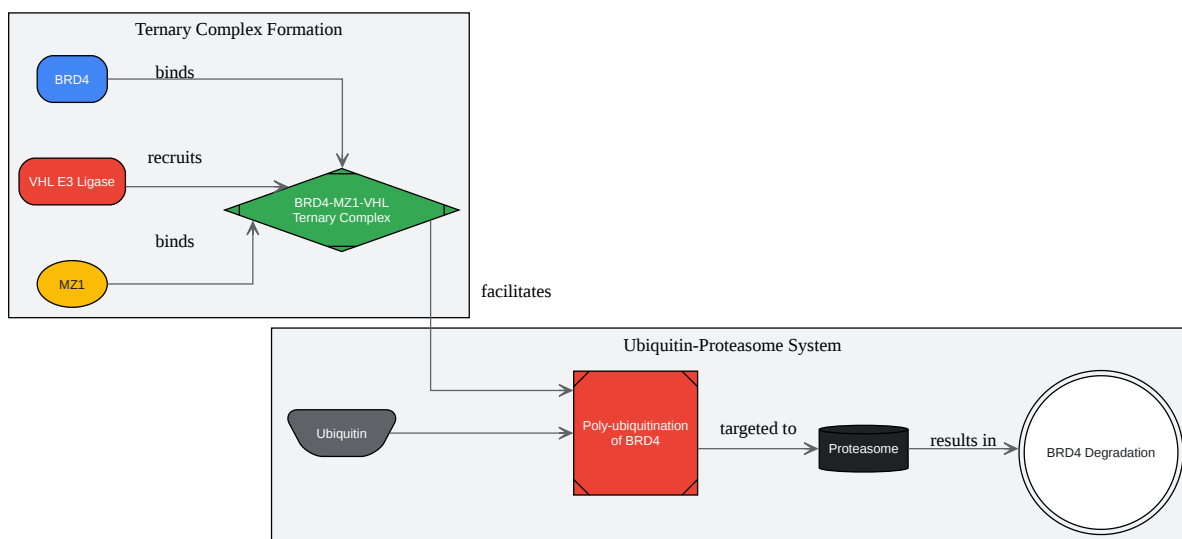 Ternary Complex Formation
BRD4
binds
recruits
VHL E3 Ligase
BRD4-MZ1-VHL
Ternary Complex
binds
MZ1
facilitates
Ubiquitin-Proteasome System
Ubiquitin
Poly-ubiquitination
of BRD4
targeted to
Proteasome
results in
BRD4 Degradation